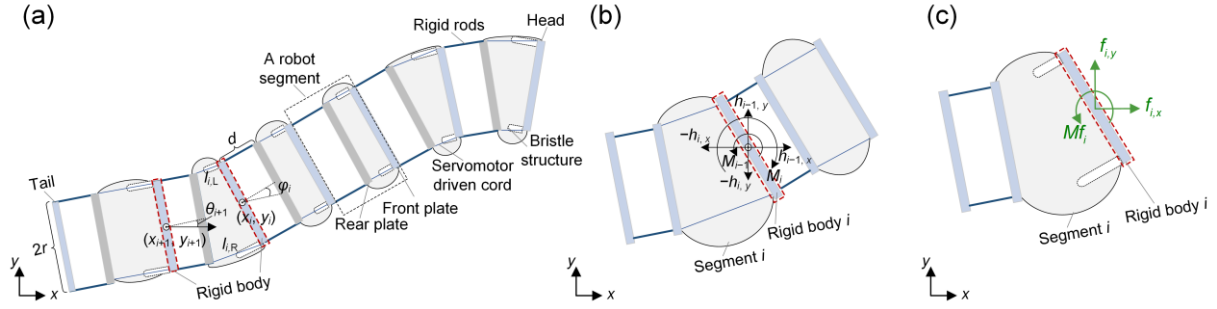 (a)
Rigid rods
Head
A robot
segment
d
Bristle
structure
Servomotor
driven cord
Front plate
Rear plate
Tail
l_{i,L}
φ_i
(x_i, y_i)
θ_{i+1}
(x_{i+1}, y_{i+1})
l_{i,R}
2r
Rigid body
y
x
(b)
h_{i−1, y}
−h_{i, x}
h_{i−1, x}
M_{i−1}
M_i
−h_{i, y}
Rigid body i
Segment i
y
x
(c)
f_{i,y}
f_{i,x}
Mf_i
Rigid body i
Segment i
y
x